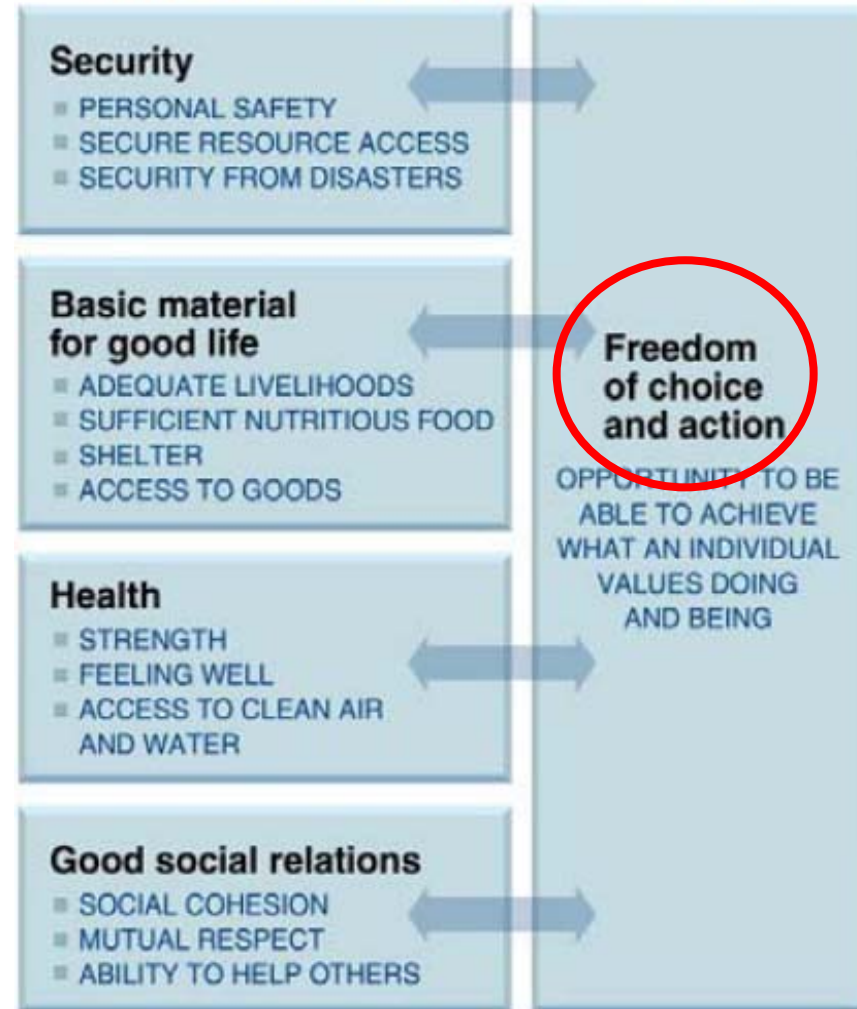 Security
PERSONAL SAFETY
SECURE RESOURCE ACCESS
SECURITY FROM DISASTERS
Basic material
for good life
ADEQUATE LIVELIHOODS
SUFFICIENT NUTRITIOUS FOOD
SHELTER
ACCESS TO GOODS
Health
STRENGTH
FEELING WELL
ACCESS TO CLEAN AIR
AND WATER
Good social relations
SOCIAL COHESION
MUTUAL RESPECT
ABILITY TO HELP OTHERS
Freedom
of choice
and action
OPPORTUNITY TO BE
ABLE TO ACHIEVE
WHAT AN INDIVIDUAL
VALUES DOING
AND BEING